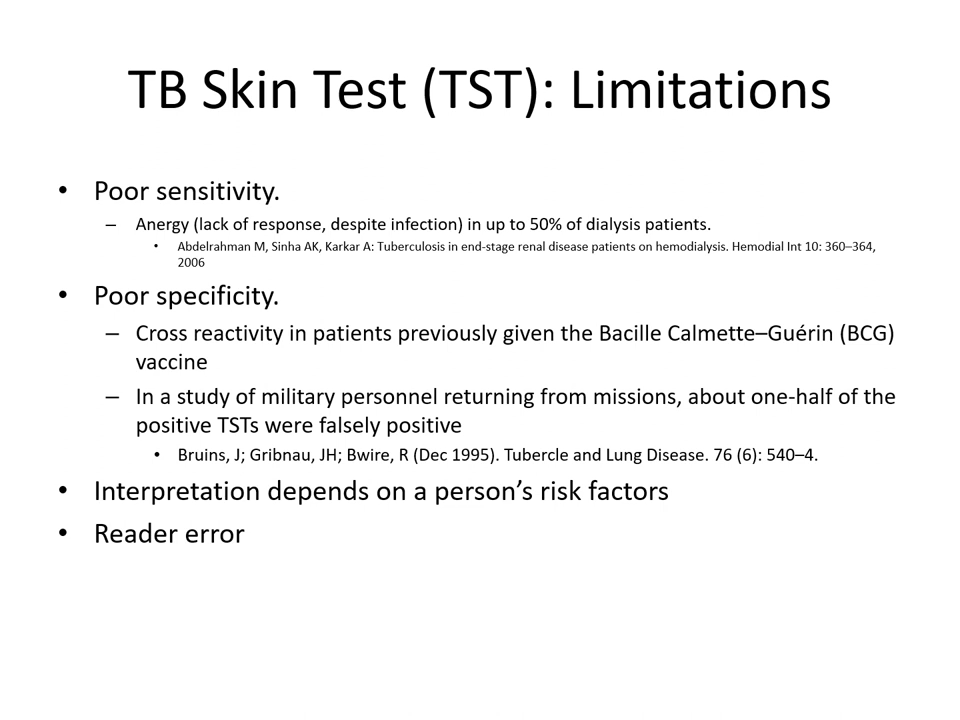 TB Skin Test (TST): Limitations
• Poor sensitivity.
– Anergy (lack of response, despite infection) in up to 50% of dialysis patients.
• Abdelrahman M, Sinha AK, Karkar A: Tuberculosis in end-stage renal disease patients on hemodialysis. Hemodial Int 10: 360–364,
2006
• Poor specificity.
– Cross reactivity in patients previously given the Bacille Calmette–Guérin (BCG)
vaccine
– In a study of military personnel returning from missions, about one-half of the
positive TSTs were falsely positive
• Bruins, J; Gribnau, JH; Bwire, R (Dec 1995). Tubercle and Lung Disease. 76 (6): 540–4.
• Interpretation depends on a person’s risk factors
• Reader error